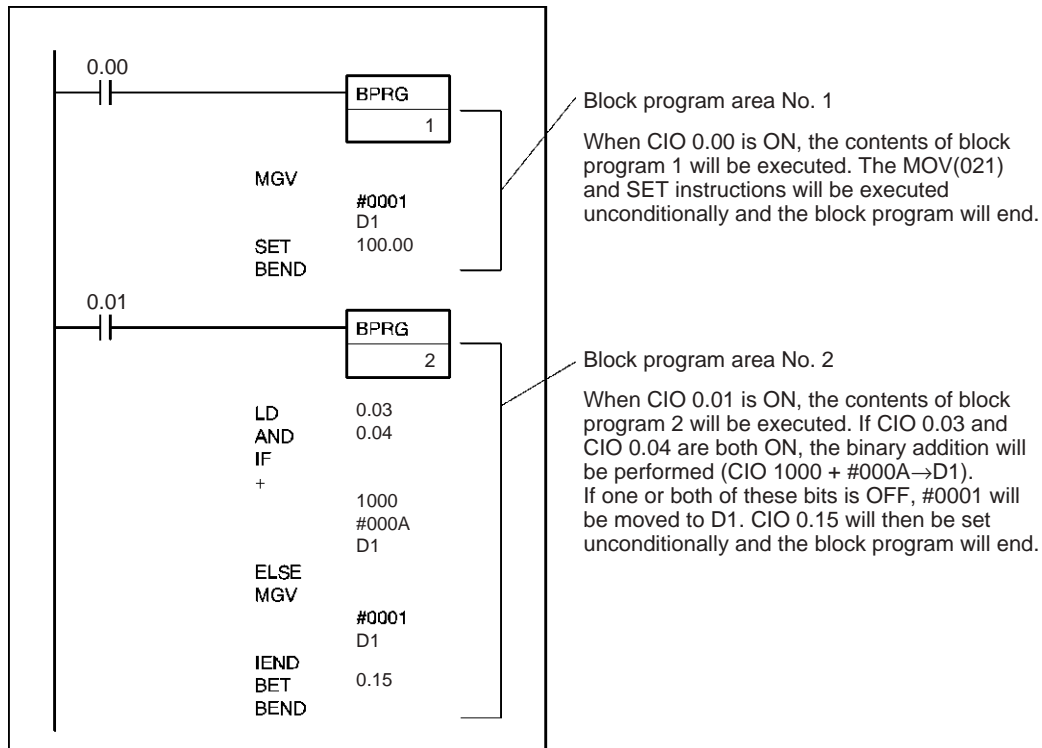 0.00
BPRG
1
MGV
#0001
D1
SET 100.00
BEND
Block program area No. 1
When CIO 0.00 is ON, the contents of block
program 1 will be executed. The MOV(021)
and SET instructions will be executed
unconditionally and the block program will end.
0.01
BPRG
2
LD 0.03
AND 0.04
IF
+
1000
#000A
D1
ELSE
MGV
#0001
D1
IEND
BET 0.15
BEND
Block program area No. 2
When CIO 0.01 is ON, the contents of block
program 2 will be executed. If CIO 0.03 and
CIO 0.04 are both ON, the binary addition will
be performed (CIO 1000 + #000A→D1).
If one or both of these bits is OFF, #0001 will
be moved to D1. CIO 0.15 will then be set
unconditionally and the block program will end.